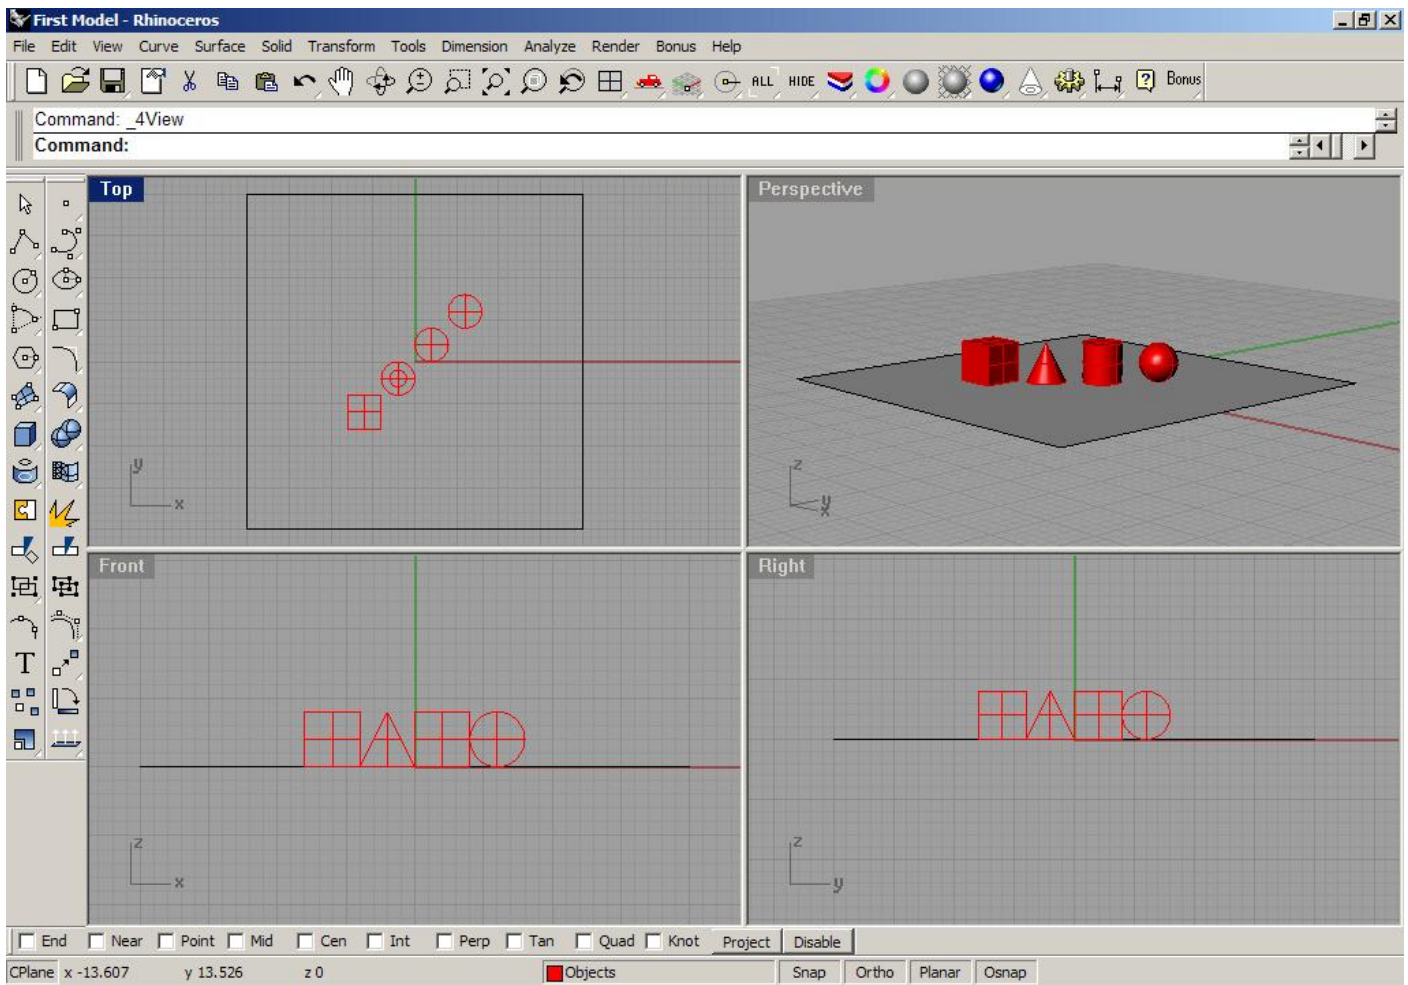 First Model - Rhinoceros
File Edit View Curve Surface Solid Transform Tools Dimension Analyze Render Bonus Help
ALL HIDE Bonus
Command: _4View
Command:
Top
Perspective
y
x
z
y
x
T
Front
Right
z
x
z
y
End Near Point Mid Cen Int Perp Tan Quad Knot Project Disable
CPlane x -13.607 y 13.526 z 0 Objects Snap Ortho Planar Osnap